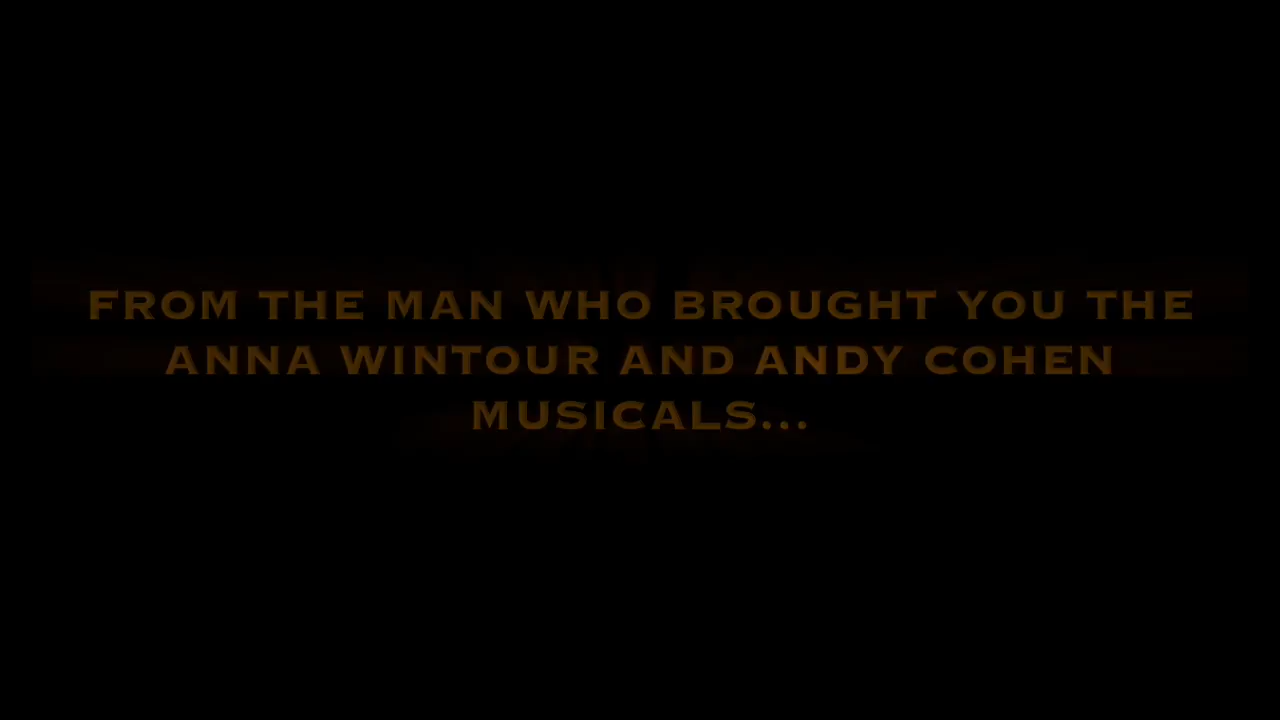 FROM THE MAN WHO BROUGHT YOU THE
ANNA WINTOUR AND ANDY COHEN
MUSICALS...